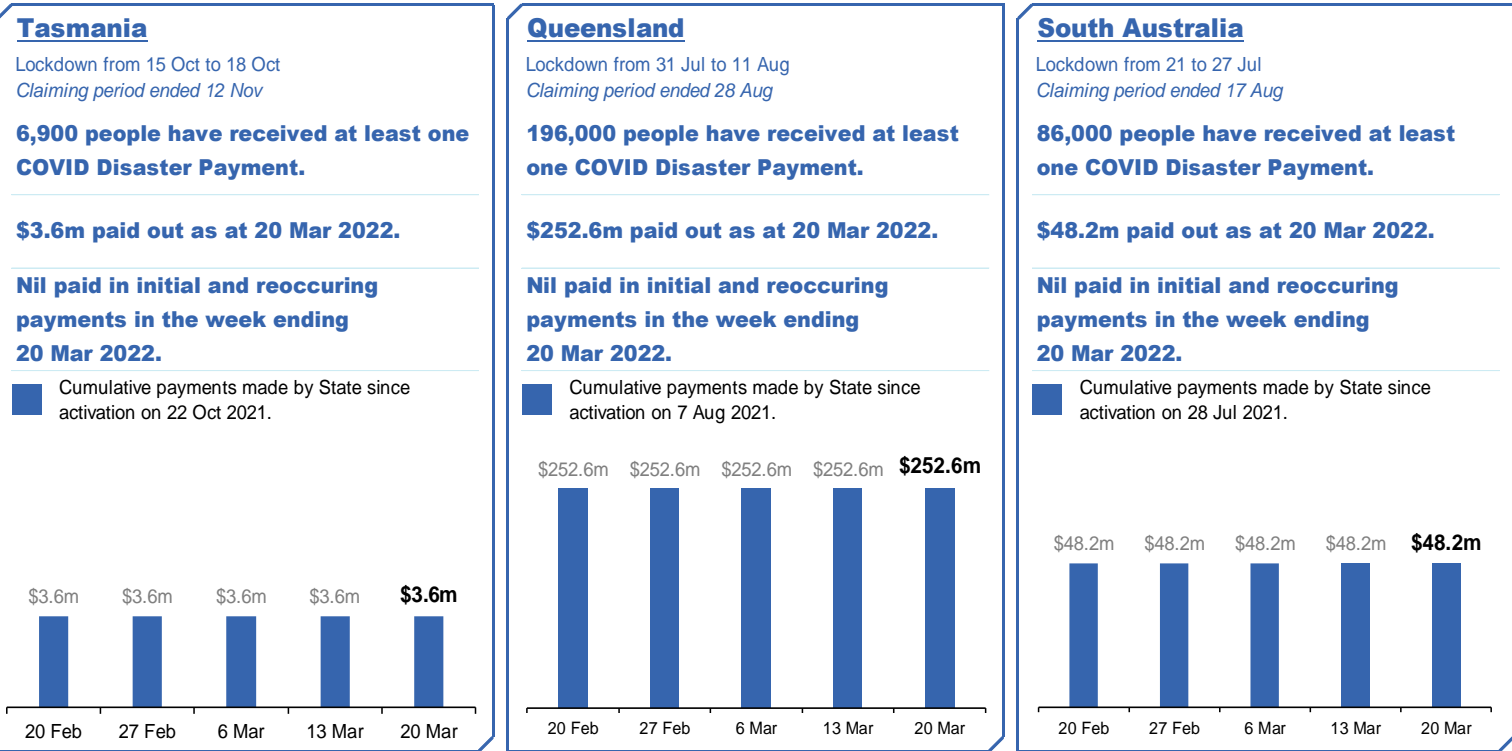 Tasmania
Lockdown from 15 Oct to 18 Oct
Claiming period ended 12 Nov
6,900 people have received at least one
COVID Disaster Payment.
$3.6m paid out as at 20 Mar 2022.
Nil paid in initial and reoccuring
payments in the week ending
20 Mar 2022.
Cumulative payments made by State since
activation on 22 Oct 2021.
$3.6m $3.6m $3.6m $3.6m $3.6m
20 Feb 27 Feb 6 Mar 13 Mar 20 Mar
Queensland
Lockdown from 31 Jul to 11 Aug
Claiming period ended 28 Aug
196,000 people have received at least
one COVID Disaster Payment.
$252.6m paid out as at 20 Mar 2022.
Nil paid in initial and reoccuring
payments in the week ending
20 Mar 2022.
Cumulative payments made by State since
activation on 7 Aug 2021.
$252.6m $252.6m $252.6m $252.6m $252.6m
20 Feb 27 Feb 6 Mar 13 Mar 20 Mar
South Australia
Lockdown from 21 to 27 Jul
Claiming period ended 17 Aug
86,000 people have received at least
one COVID Disaster Payment.
$48.2m paid out as at 20 Mar 2022.
Nil paid in initial and reoccuring
payments in the week ending
20 Mar 2022.
Cumulative payments made by State since
activation on 28 Jul 2021.
$48.2m $48.2m $48.2m $48.2m $48.2m
20 Feb 27 Feb 6 Mar 13 Mar 20 Mar